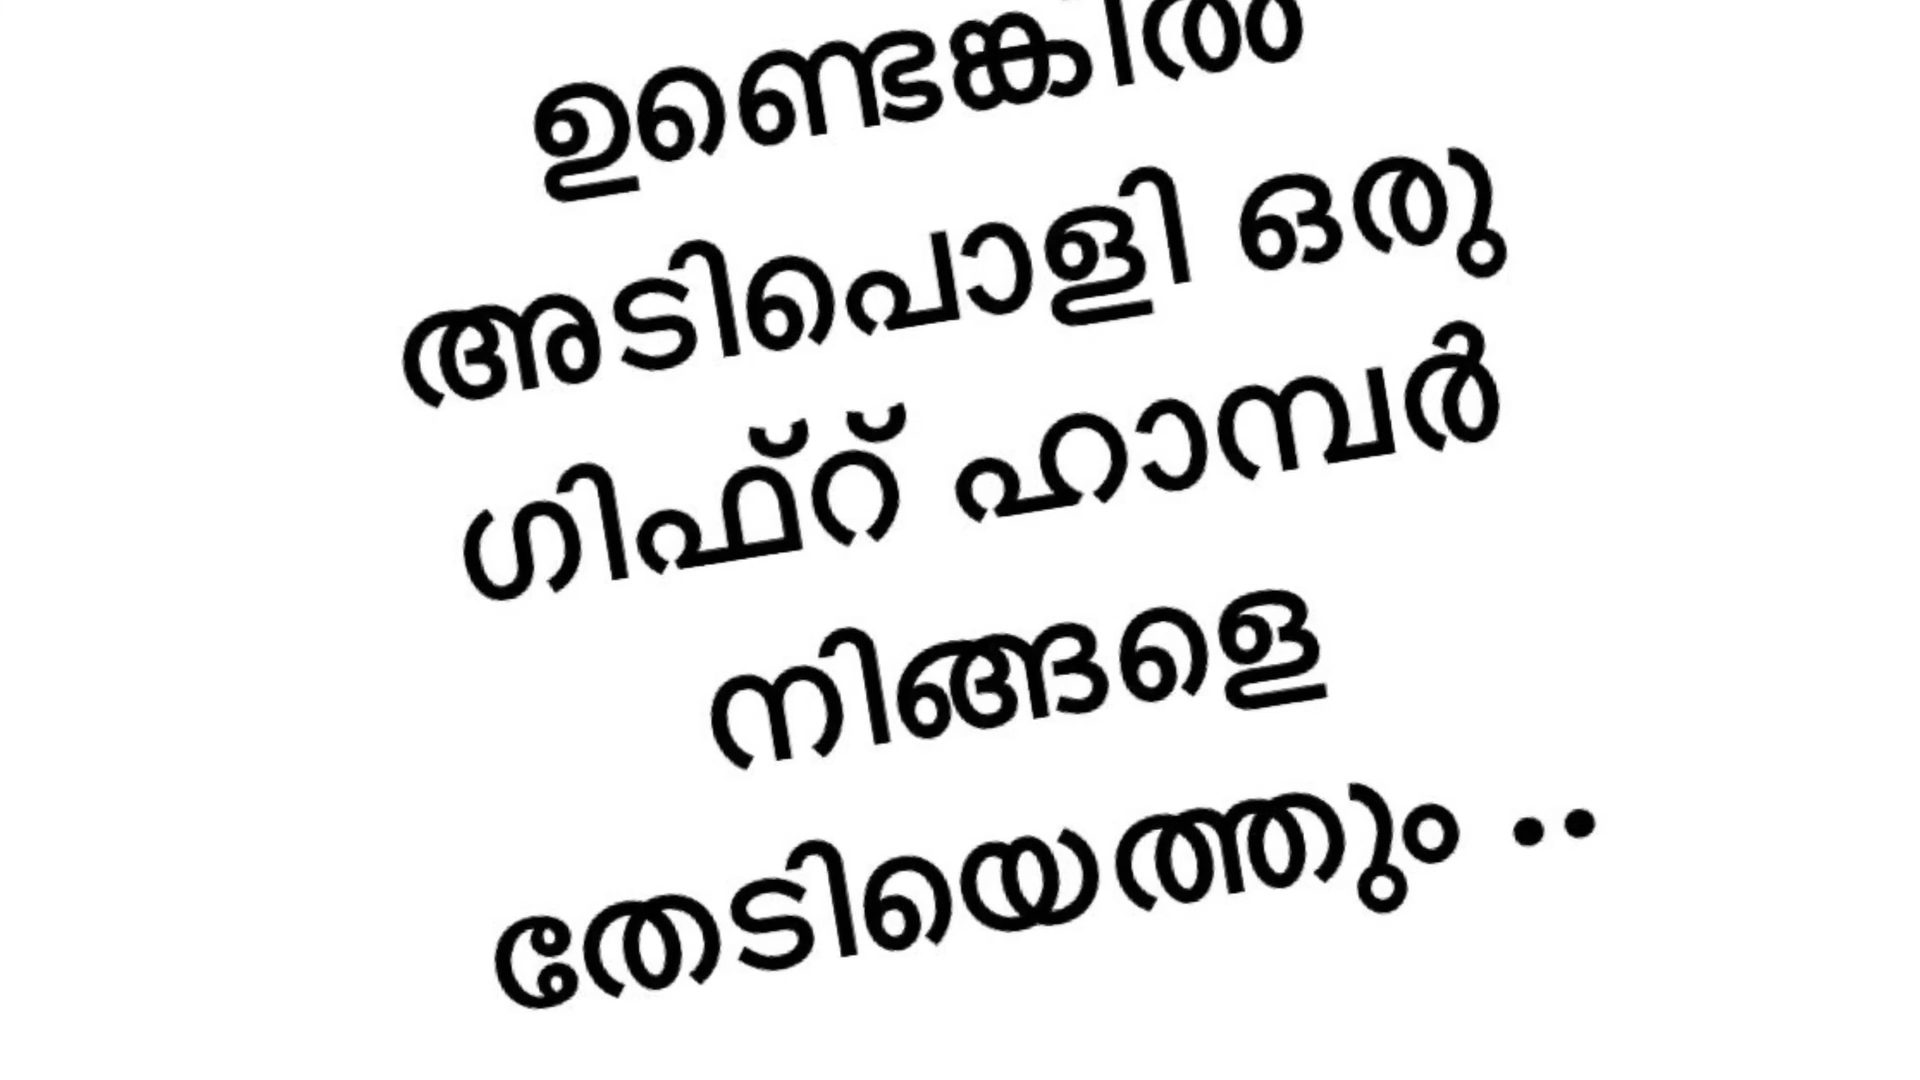 ഉണ്ടെങ്കിൽ
അടിപൊളി ഒരു
ഗിഫ്റ് ഹാമ്പർ
നിങ്ങളെ
തേടിയെത്തും ..